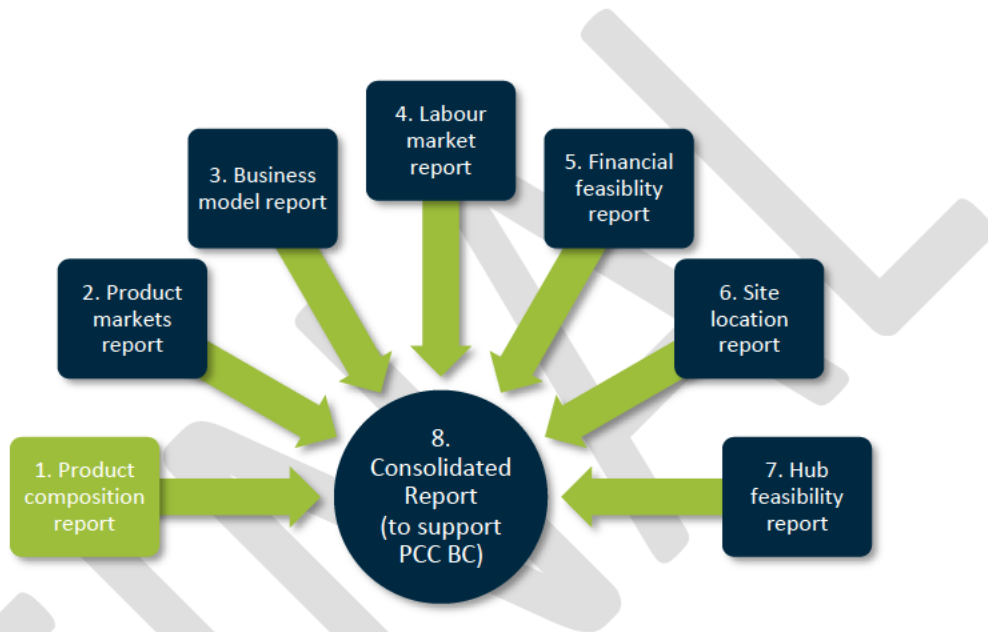 1. Product
composition
report
2. Product
markets
report
3. Business
model report
4. Labour
market
report
5. Financial
feasiblity
report
6. Site
location
report
7. Hub
feasibility
report
8.
Consolidated
Report
(to support
PCC BC)